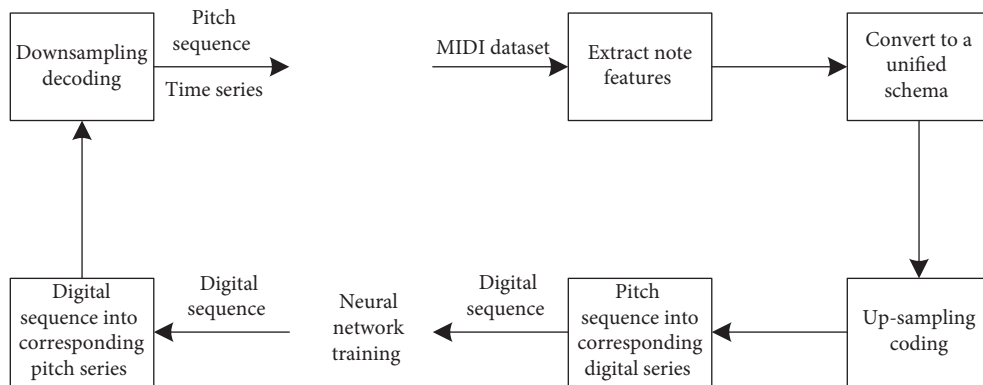 Downsampling
decoding
Pitch
sequence
Time series
MIDI dataset
Extract note
features
Convert to a
unified
schema
Digital
sequence into
corresponding
pitch series
Digital
sequence
Neural
network
training
Digital
sequence
Pitch
sequence into
corresponding
digital series
Up-sampling
coding